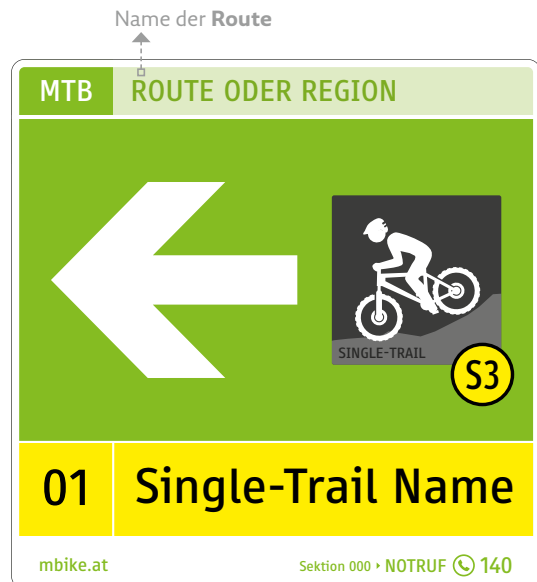 Name der Route
MTB ROUTE ODER REGION
SINGLE-TRAIL
S3
01 Single-Trail Name
mbike.at Sektion 000 ‣ NOTRUF 140